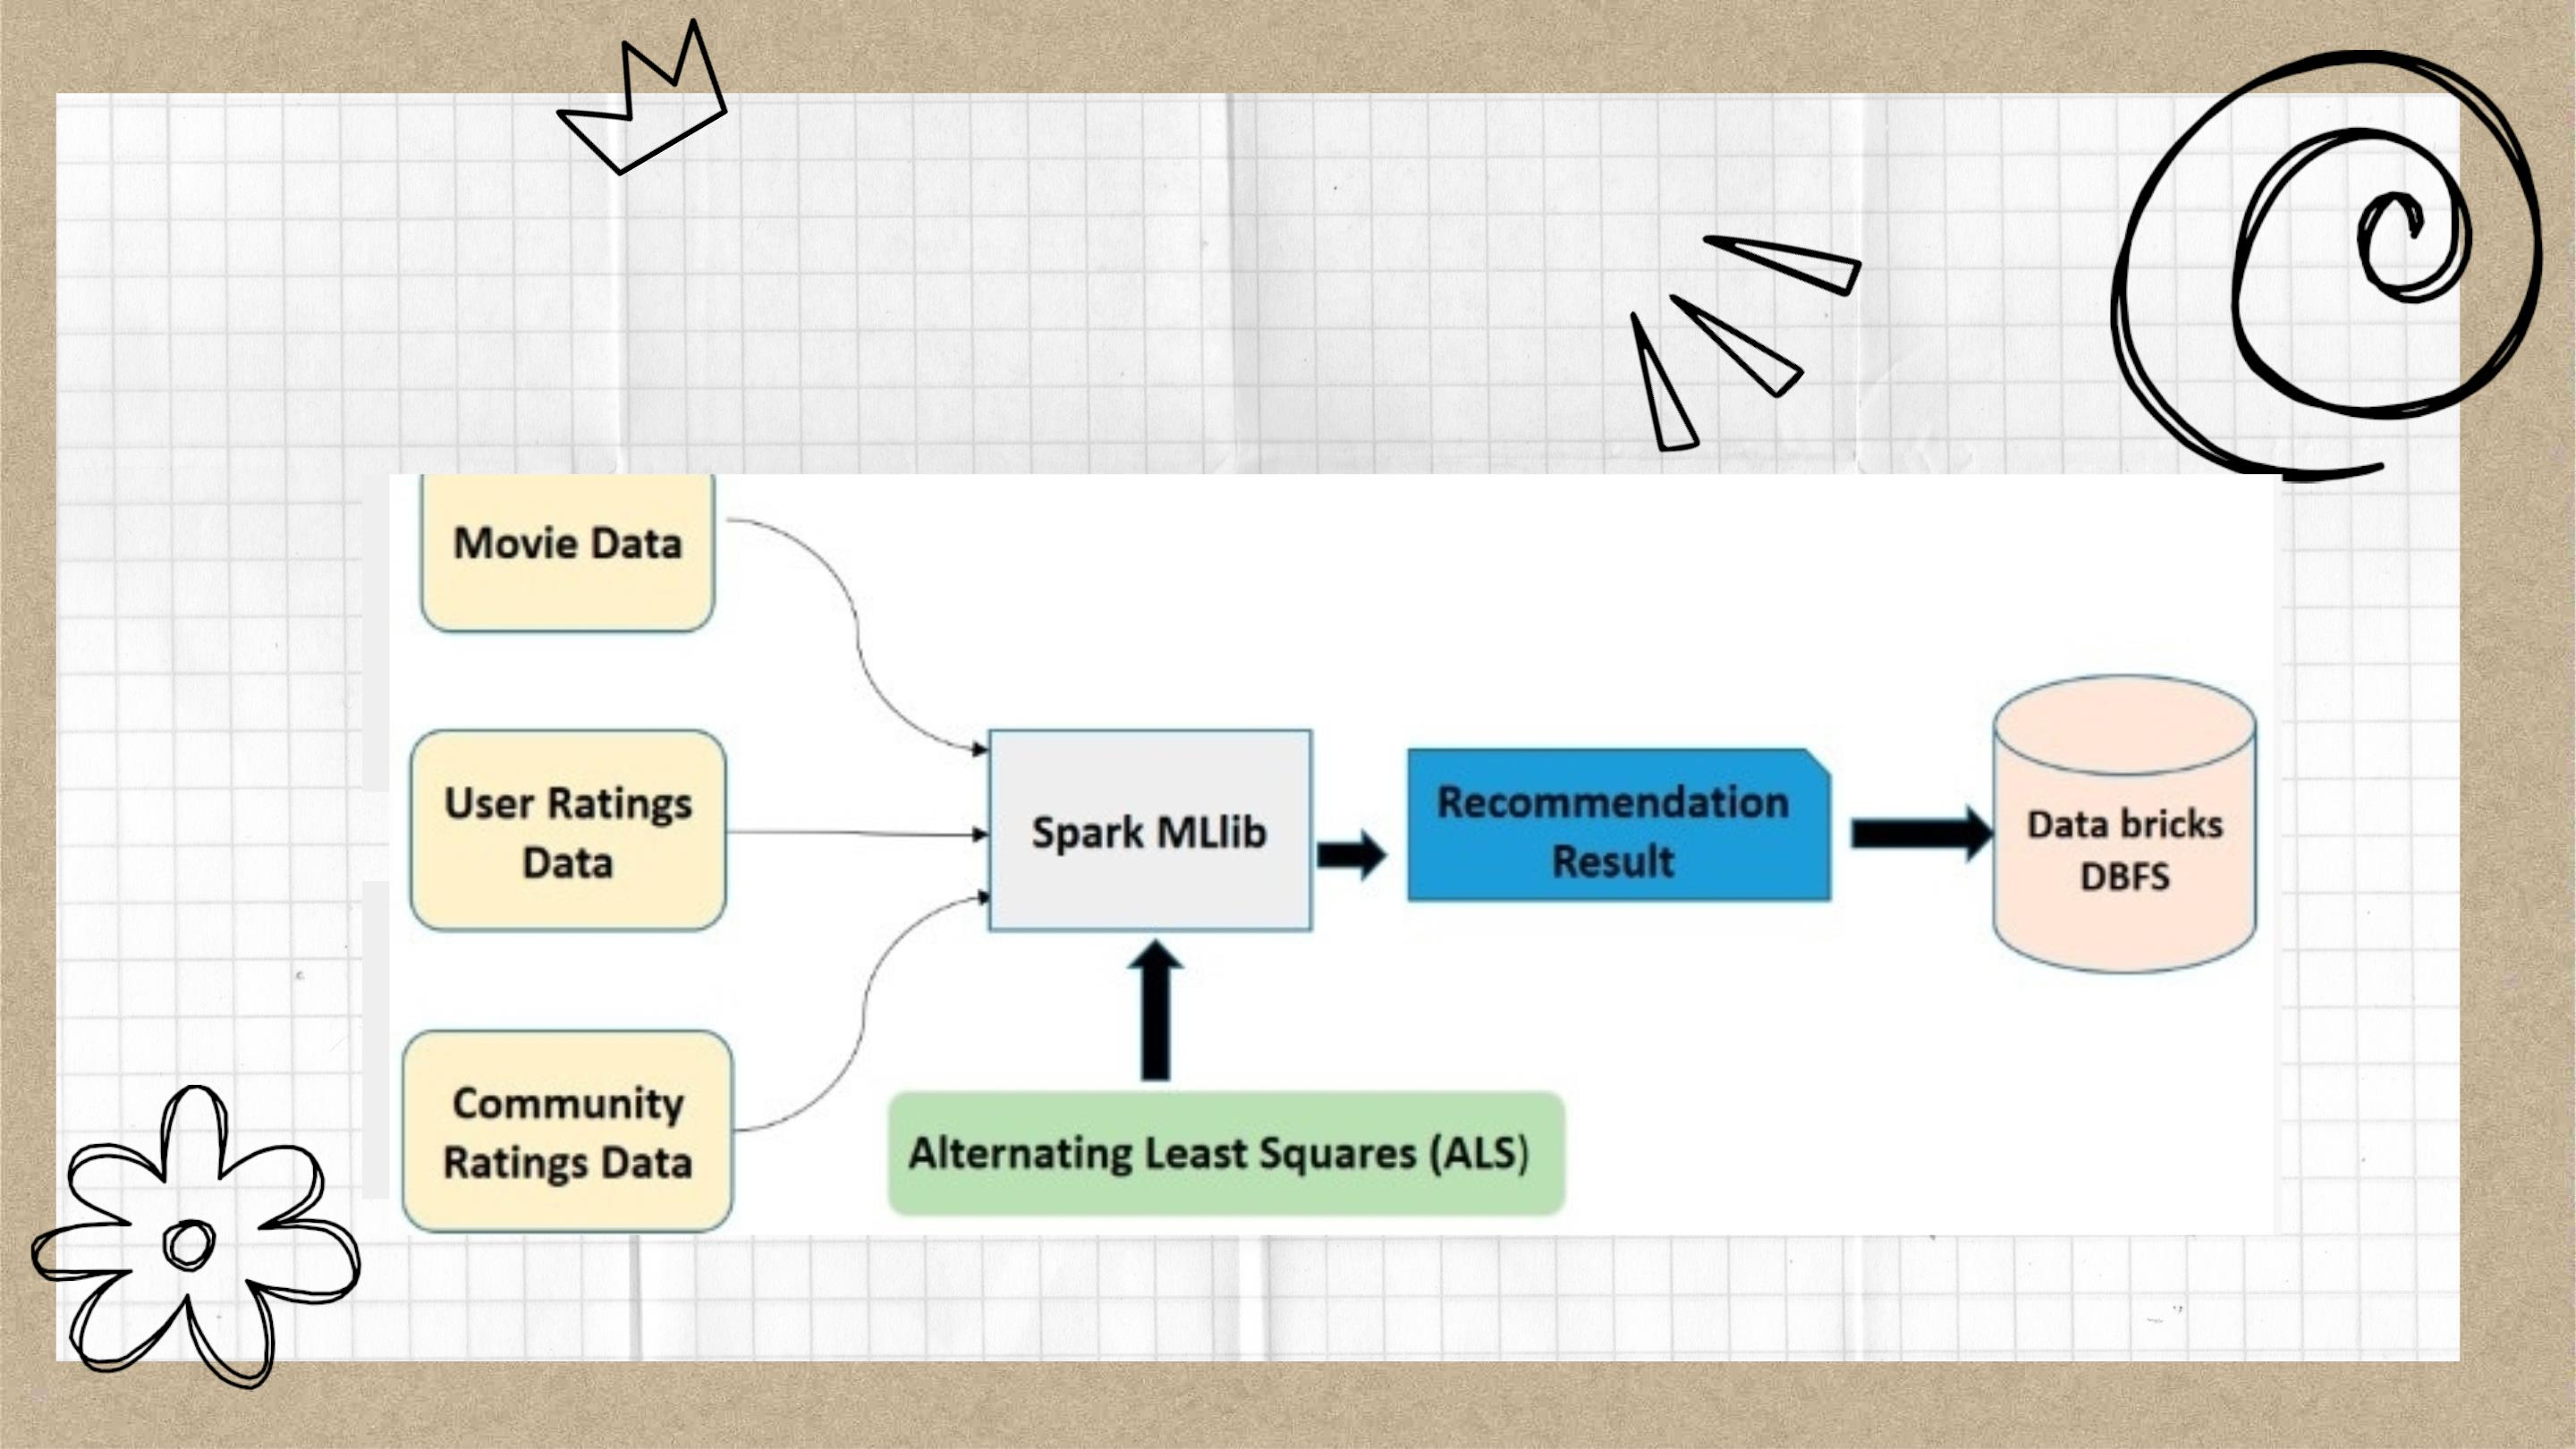 Movie Data
User Ratings
Data
Community
Ratings Data
Spark MLlib
Alternating Least Squares (ALS)
Recommendation
Result
Data bricks
DBFS